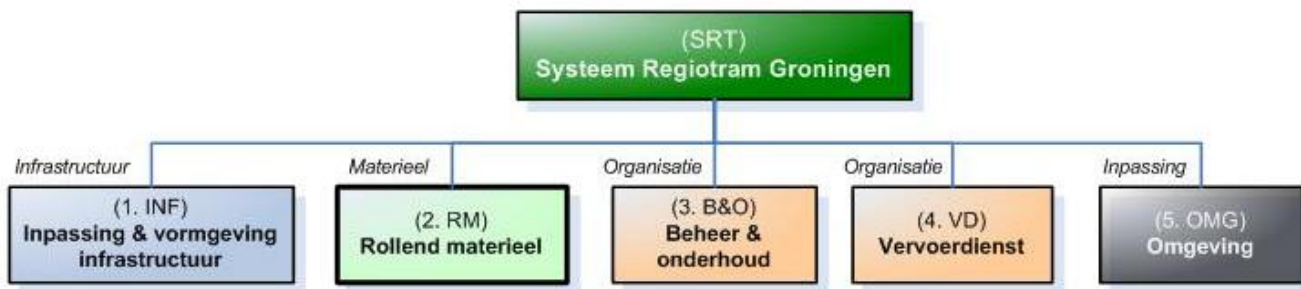 (SRT)
Systeem Regiotram Groningen
Infrastructuur
Materieel
Organisatie
Organisatie
Inpassing
(1. INF)
Inpassing & vormgeving
infrastructuur
(2. RM)
Rollend materieel
(3. B&O)
Beheer &
onderhoud
(4. VD)
Vervoerdienst
(5. OMG)
Omgeving